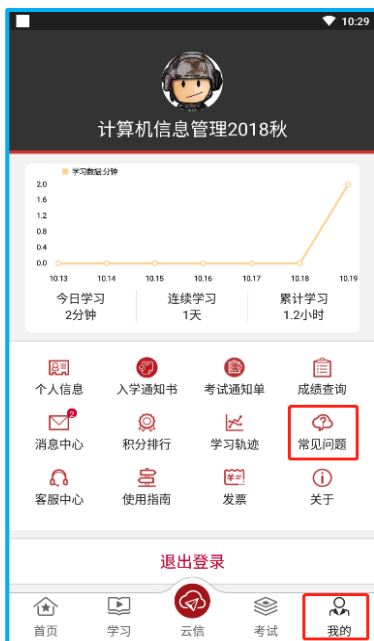 10:29
计算机信息管理2018秋
学习数据:分钟
2.0
1.6
1.2
0.8
0.4
0.0
10.13 10.14 10.15 10.16 10.17 10.18 10.19
今日学习 连续学习 累计学习
2分钟 1天 1.2小时
个人信息 入学通知书 考试通知单 成绩查询
2
消息中心 积分排行 学习轨迹 常见问题
客服中心 使用指南 发票 关于
退出登录
首页 学习 云信 考试 我的